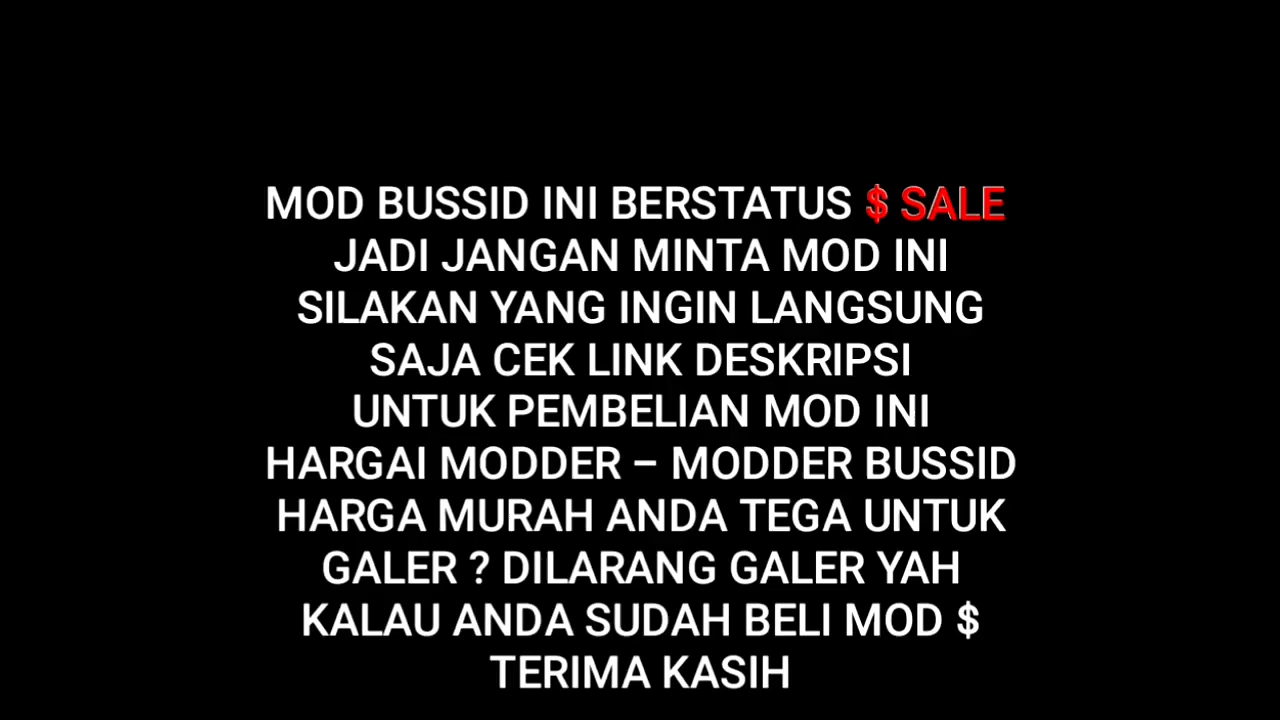 MOD BUSSID INI BERSTATUS $ SALE
JADI JANGAN MINTA MOD INI
SILAKAN YANG INGIN LANGSUNG
SAJA CEK LINK DESKRIPSI
UNTUK PEMBELIAN MOD INI
HARGAI MODDER – MODDER BUSSID
HARGA MURAH ANDA TEGA UNTUK
GALER ? DILARANG GALER YAH
KALAU ANDA SUDAH BELI MOD $
TERIMA KASIH